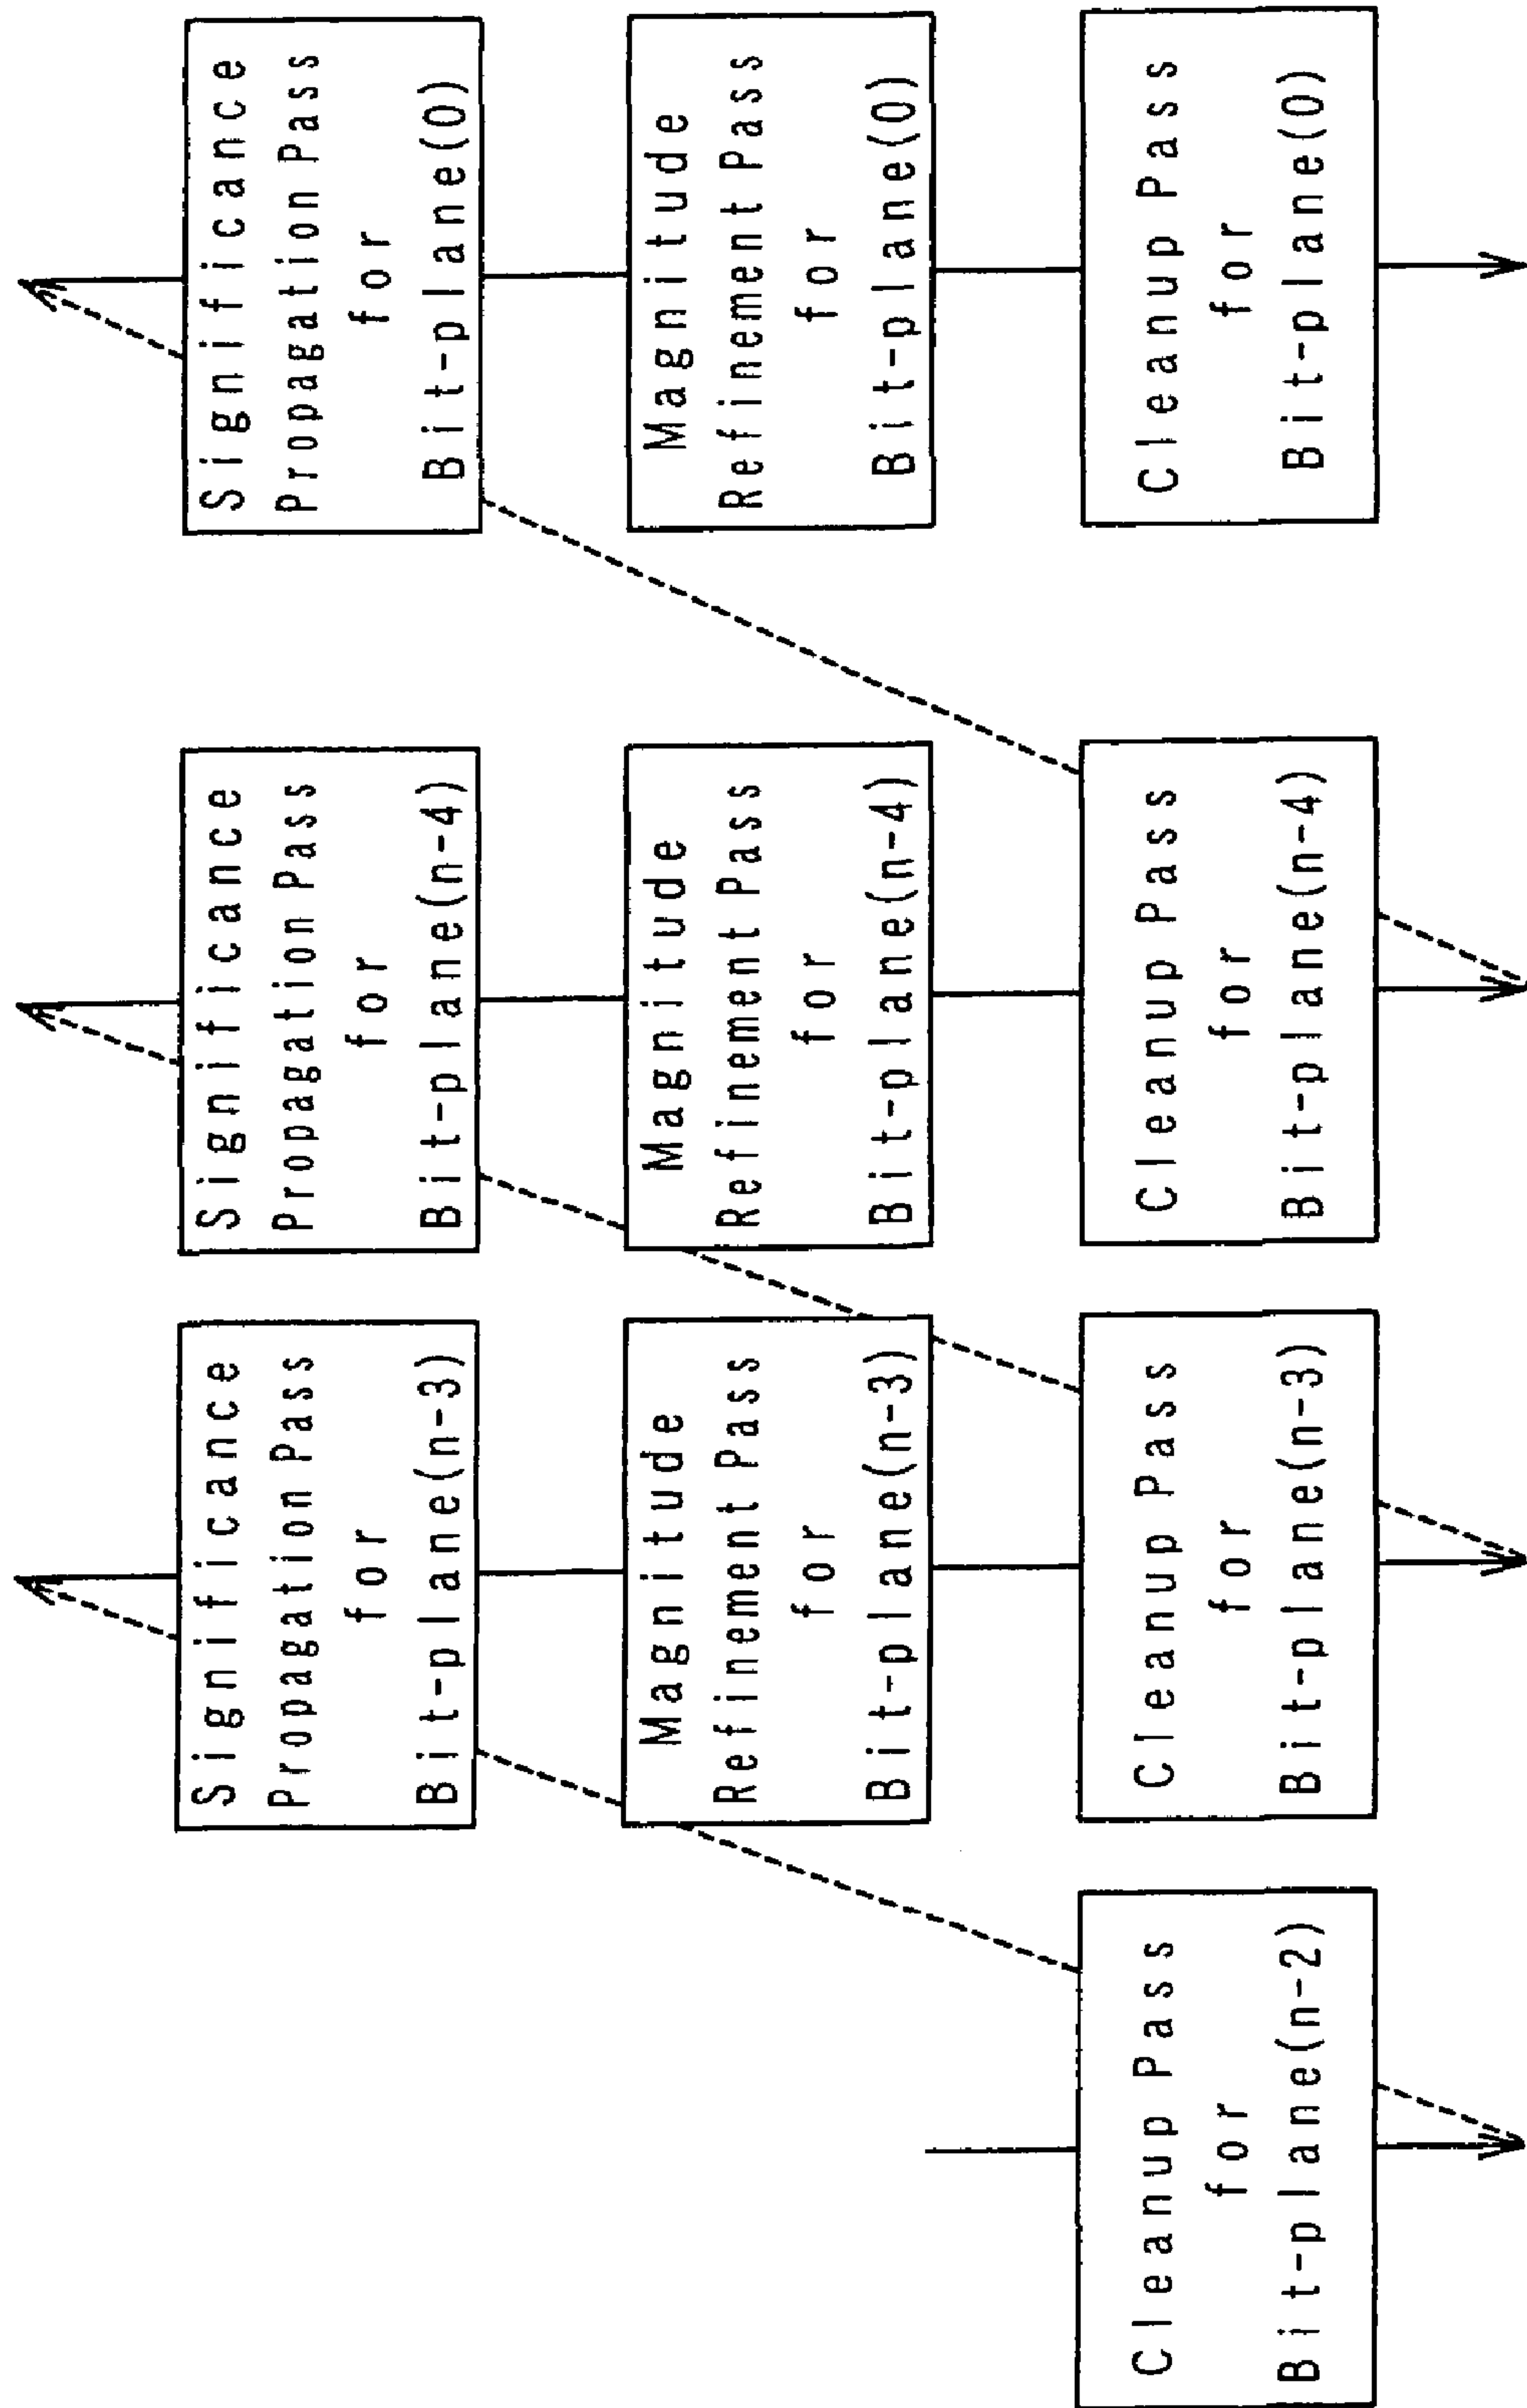 Significance
Propagation Pass
for
Bit-plane(n-3)
Significance
Propagation Pass
for
Bit-plane(n-4)
Significance
Propagation Pass
for
Bit-plane(0)
Magnitude
Refinement Pass
for
Bit-plane(n-3)
Magnitude
Refinement Pass
for
Bit-plane(n-4)
Magnitude
Refinement Pass
for
Bit-plane(0)
Cleanup Pass
for
Bit-plane(n-2)
Cleanup Pass
for
Bit-plane(n-3)
Cleanup Pass
for
Bit-plane(n-4)
Cleanup Pass
for
Bit-plane(0)